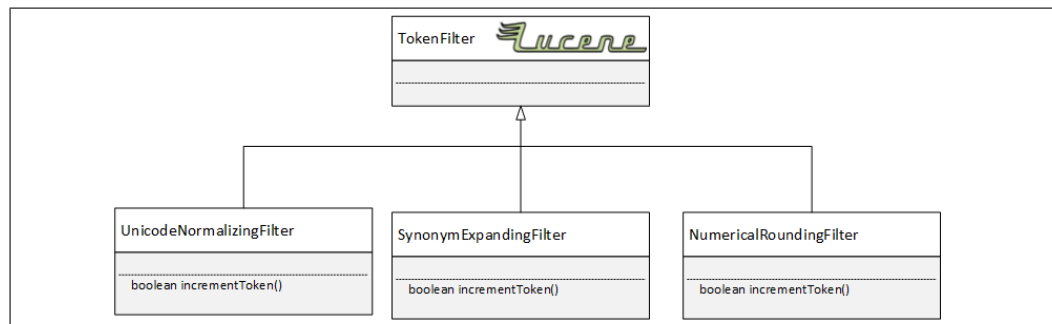 TokenFilter Lucene
UnicodeNormalizingFilter
boolean incrementToken()
SynonymExpandingFilter
boolean incrementToken()
NumericalRoundingFilter
boolean incrementToken()